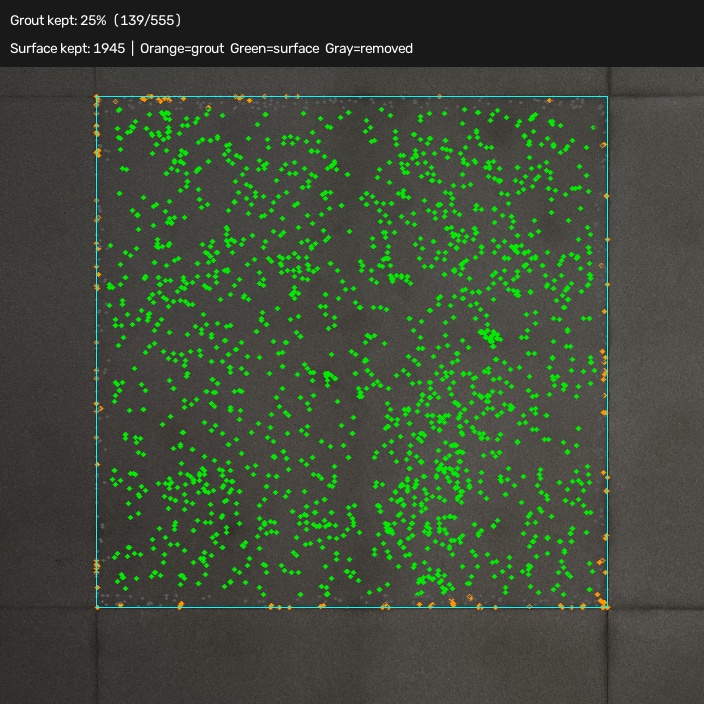 Grout kept: 25%  (139/555)
Surface kept: 1945 | Orange=grout  Green=surface  Gray=removed